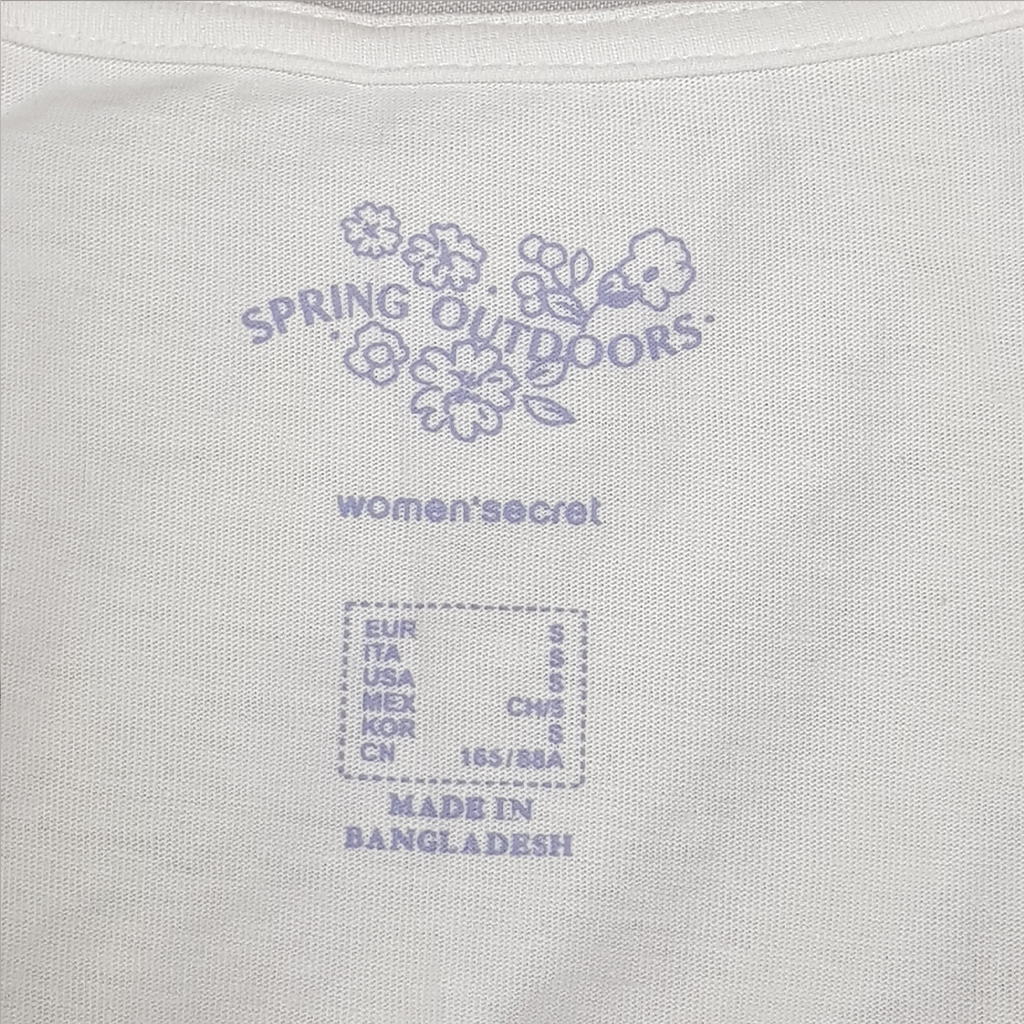 SPRING OUTDOORS
women'secret
EUR S
ITA S
USA S
MEX CH/S
KOR S
CN 165/88A
MADE IN
BANGLADESH